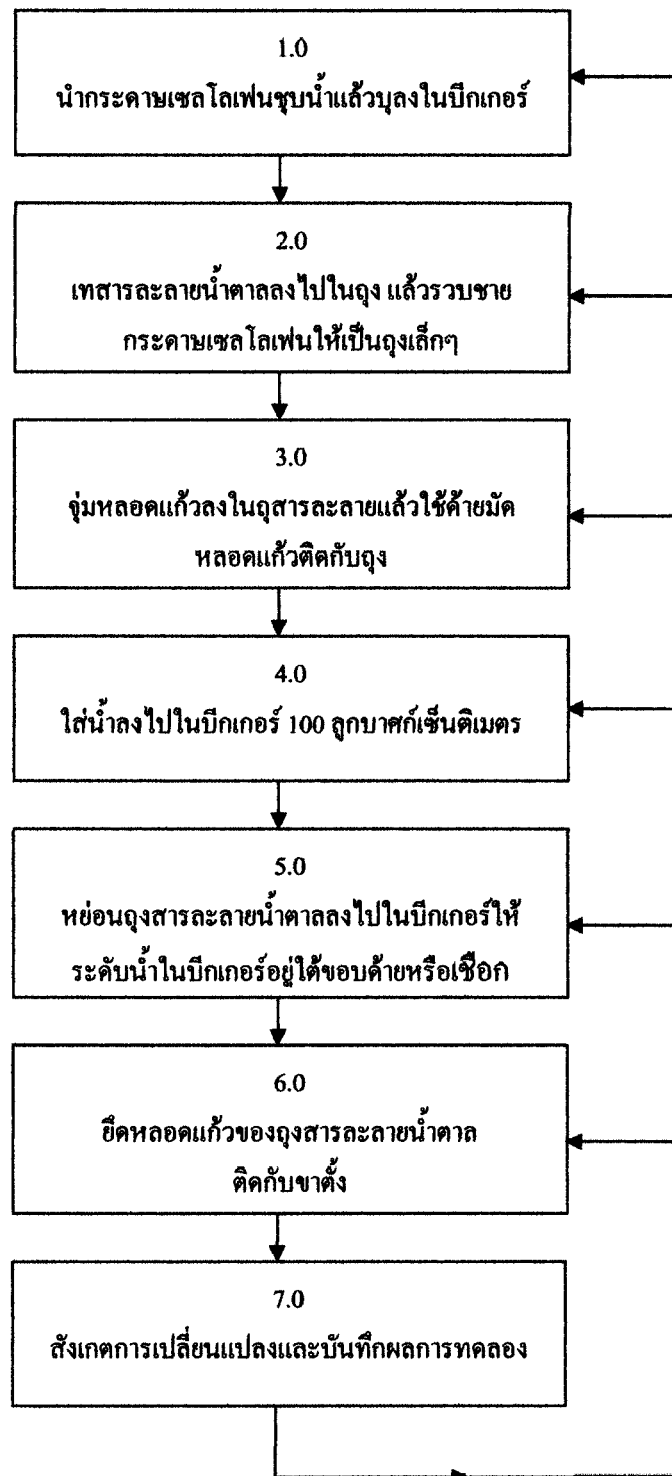 1.0
นำกระดาษเซลโลเฟนชุบน้ำแล้วบุลงในบีกเกอร์
2.0
เทสารละลายน้ำตาลลงไปในถุง แล้วรวบชาย
กระดาษเซลโลเฟนให้เป็นถุงเล็กๆ
3.0
จุ่มหลอดแก้วลงในถุสารละลายแล้วใช้ด้ายมัด
หลอดแก้วติดกับถุง
4.0
ใส่น้ำลงไปในบีกเกอร์ 100 ลูกบาศก์เซ็นติเมตร
5.0
หย่อนถุงสารละลายน้ำตาลลงไปในบีกเกอร์ให้
ระดับน้ำในบีกเกอร์อยู่ใต้ขอบด้ายหรือเชือก
6.0
ยึดหลอดแก้วของถุงสารละลายน้ำตาล
ติดกับขาตั้ง
7.0
สังเกตการเปลี่ยนแปลงและบันทึกผลการทดลอง